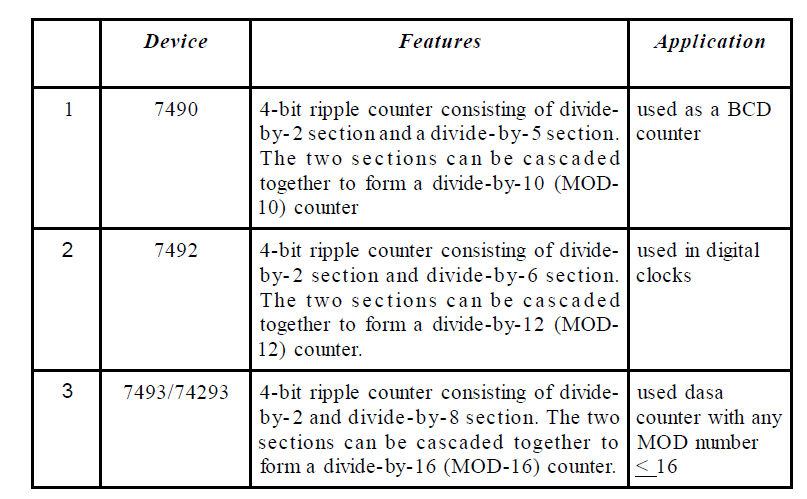 Device Features Application
1 7490 4-bit ripple counter consisting of divide- used as a BCD
by-2 section and a divide-by-5 section. counter
The two sections can be cascaded
together to form a divide-by-10 (MOD-
10) counter
2 7492 4-bit ripple counter consisting of divide- used in digital
by-2 section and divide-by-6 section. clocks
The two sections can be cascaded
together to form a divide-by-12 (MOD-
12) counter.
3 7493/74293 4-bit ripple counter consisting of divide- used dasa
by-2 and divide-by-8 section. The two counter with any
sections can be cascaded together to MOD number
form a divide-by-16 (MOD-16) counter. < 16